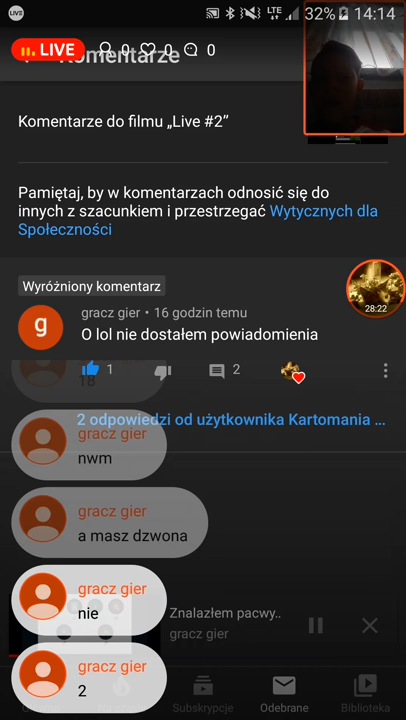 LIVE
LTE 32% 14:14
LIVE 0 0 0
Komentarze
Komentarze do filmu „Live #2”
Pamiętaj, by w komentarzach odnosić się do
innych z szacunkiem i przestrzegać Wytycznych dla
Społeczności
Wyróżniony komentarz
28:22
g
gracz gier • 16 godzin temu
O lol nie dostałem powiadomienia
1 2
18
2 odpowiedzi od użytkownika Kartomania ...
gracz gier
nwm
gracz gier
a masz dzwona
gracz gier
nie
Znalazłem pacwy..
gracz gier
gracz gier
2
Subskrypcje
Odebrane
Biblioteka